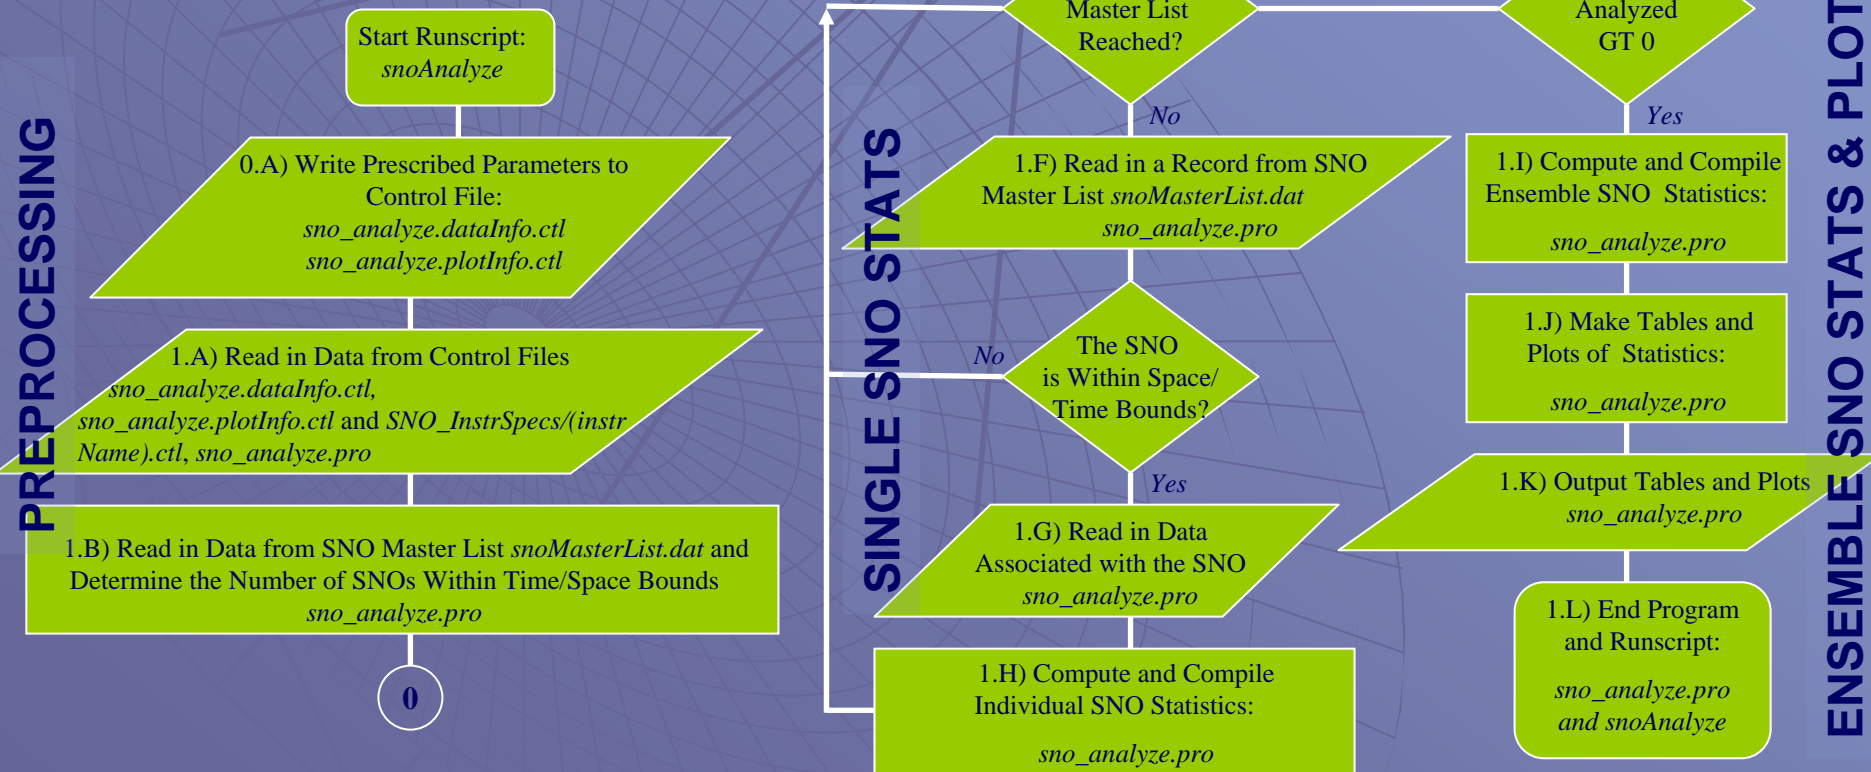 PREPROCESSING
Start Runscript:
snoAnalyze
0.A) Write Prescribed Parameters to
Control File:
sno_analyze.dataInfo.ctl
sno_analyze.plotInfo.ctl
1.A) Read in Data from Control Files
sno_analyze.dataInfo.ctl,
sno_analyze.plotInfo.ctl and SNO_InstrSpecs/(instr
Name).ctl, sno_analyze.pro
1.B) Read in Data from SNO Master List snoMasterList.dat and
Determine the Number of SNOs Within Time/Space Bounds
sno_analyze.pro
0
SINGLE SNO STATS
Master List
Reached?
No
1.F) Read in a Record from SNO
Master List snoMasterList.dat
sno_analyze.pro
The SNO
is Within Space/
Time Bounds?
No
Yes
1.G) Read in Data
Associated with the SNO
sno_analyze.pro
1.H) Compute and Compile
Individual SNO Statistics:
sno_analyze.pro
ENSEMBLE SNO STATS & PLOT
Analyzed
GT 0
Yes
1.I) Compute and Compile
Ensemble SNO Statistics:
sno_analyze.pro
1.J) Make Tables and
Plots of Statistics:
sno_analyze.pro
1.K) Output Tables and Plots
sno_analyze.pro
1.L) End Program
and Runscript:
sno_analyze.pro
and snoAnalyze